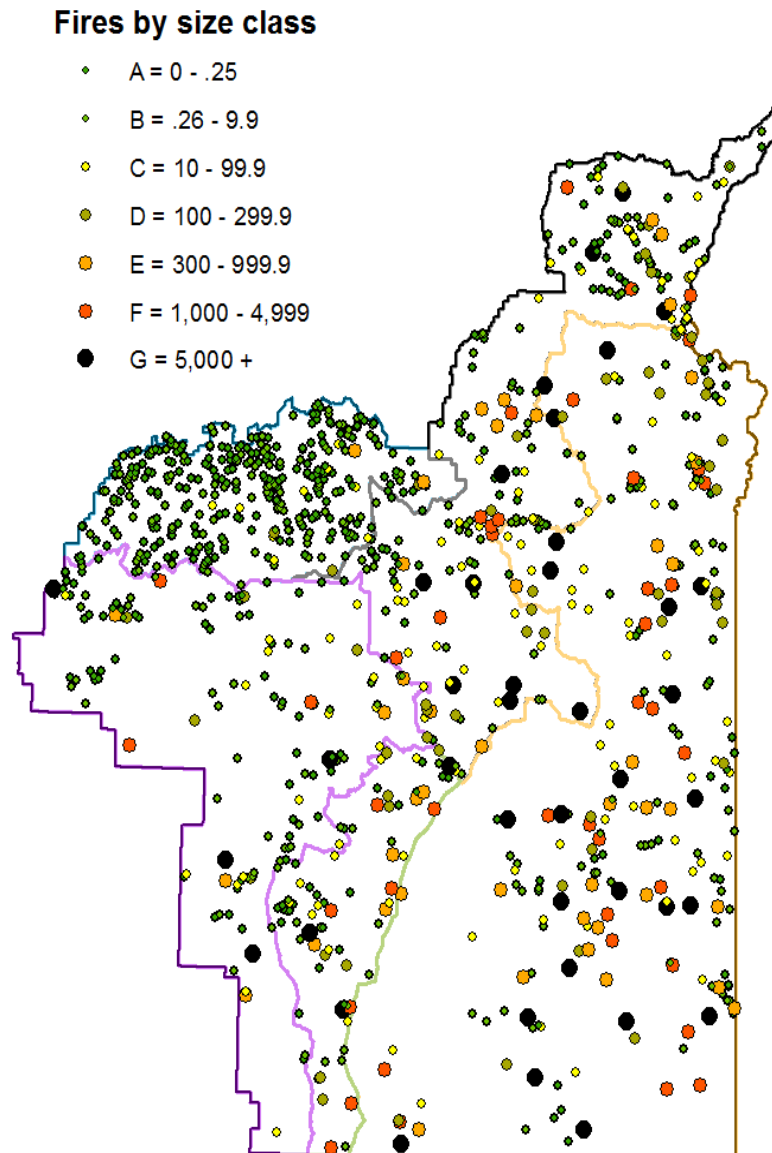 Fires by size class
A = 0 - .25
B = .26 - 9.9
C = 10 - 99.9
D = 100 - 299.9
E = 300 - 999.9
F = 1,000 - 4,999
G = 5,000 +